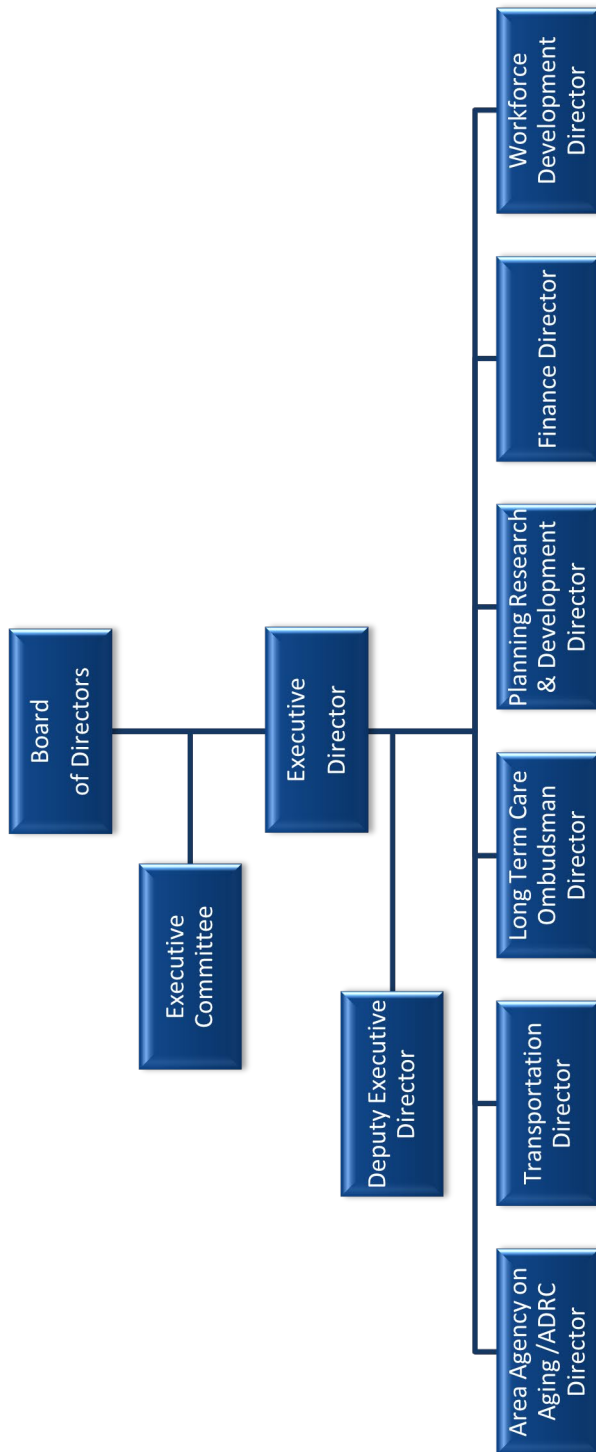 Board
of Directors
Executive
Committee
Executive
Director
Deputy Executive
Director
Area Agency on
Aging /ADRC
Director
Transportation
Director
Long Term Care
Ombudsman
Director
Planning Research
& Development
Director
Finance Director
Workforce
Development
Director